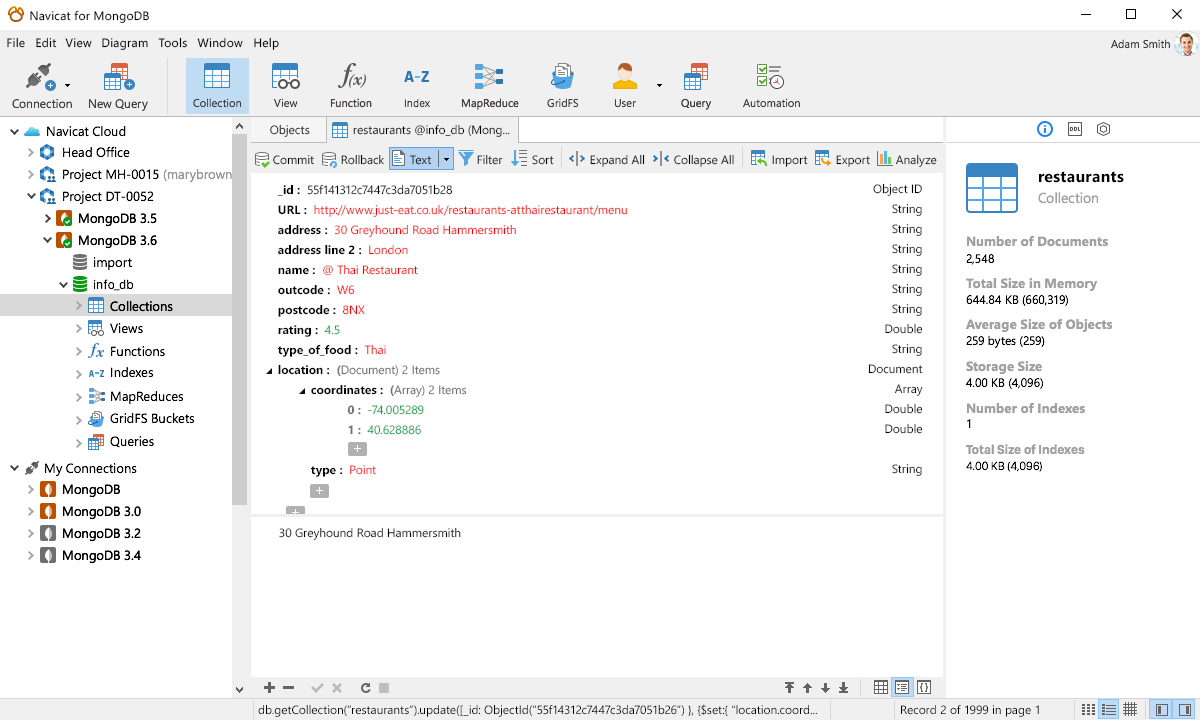 Navicat for MongoDB
File Edit View Diagram Tools Window Help
Adam Smith
Connection New Query Collection View Function Index MapReduce GridFS User Query Automation
f(x)
A-Z
Navicat Cloud
Head Office
Project MH-0015 (marybrown
Project DT-0052
MongoDB 3.5
MongoDB 3.6
import
info_db
Collections
Views
fx Functions
A-Z Indexes
MapReduces
GridFS Buckets
Queries
My Connections
MongoDB
MongoDB 3.0
MongoDB 3.2
MongoDB 3.4
Objects restaurants @info_db (Mong...
Commit Rollback Text Filter Sort Expand All Collapse All Import Export Analyze
_id : 55f141312c7447c3da7051b28 Object ID
URL : http://www.just-eat.co.uk/restaurants-atthairestaurant/menu String
address : 30 Greyhound Road Hammersmith String
address line 2 : London String
name : @ Thai Restaurant String
outcode : W6 String
postcode : 8NX String
rating : 4.5 Double
type_of_food : Thai String
location : (Document) 2 Items Document
coordinates : (Array) 2 Items Array
0 : -74.005289 Double
1 : 40.628886 Double
type : Point String
30 Greyhound Road Hammersmith
DDL
restaurants
Collection
Number of Documents
2,548
Total Size in Memory
644.84 KB (660,319)
Average Size of Objects
259 bytes (259)
Storage Size
4.00 KB (4,096)
Number of Indexes
1
Total Size of Indexes
4.00 KB (4,096)
db.getCollection("restaurants").update({_id: ObjectId("55f14312c7447c3da7051b26") }, {$set:{ "location.coord...
Record 2 of 1999 in page 1